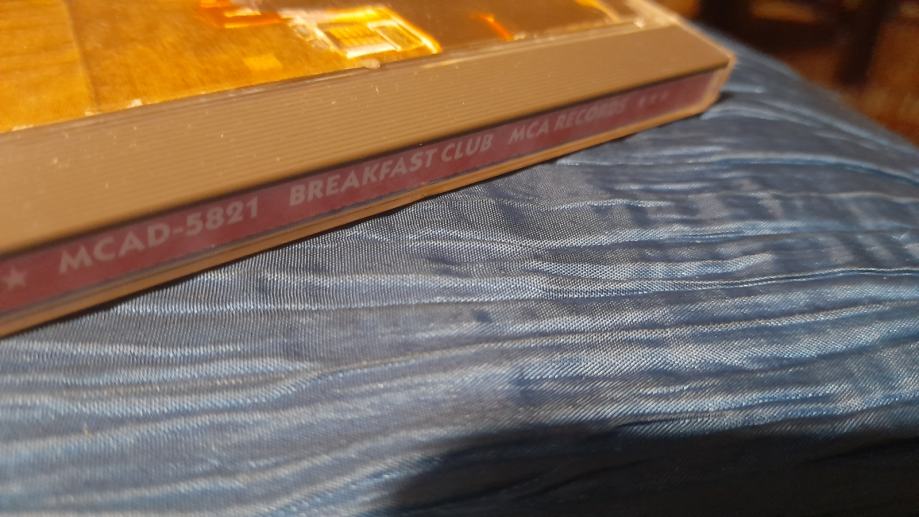 ★ MCAD-5821 BREAKFAST CLUB MCA RECORDS ★★★